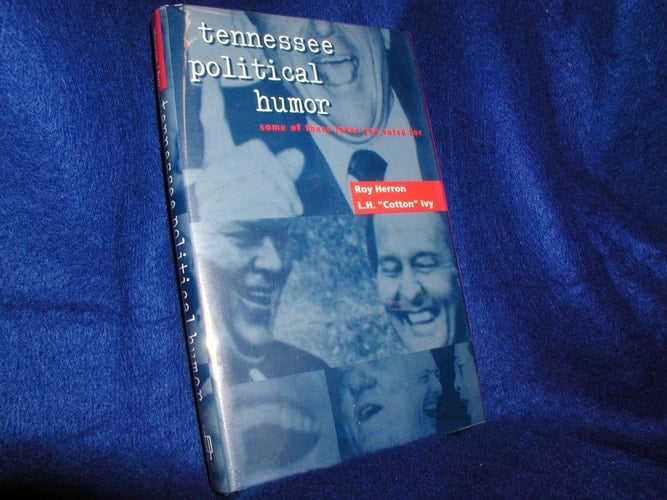 tennessee
political
humor
some of these jokes you voted for
Roy Herron
L.H. "Cotton" Ivy
tennessee political humor